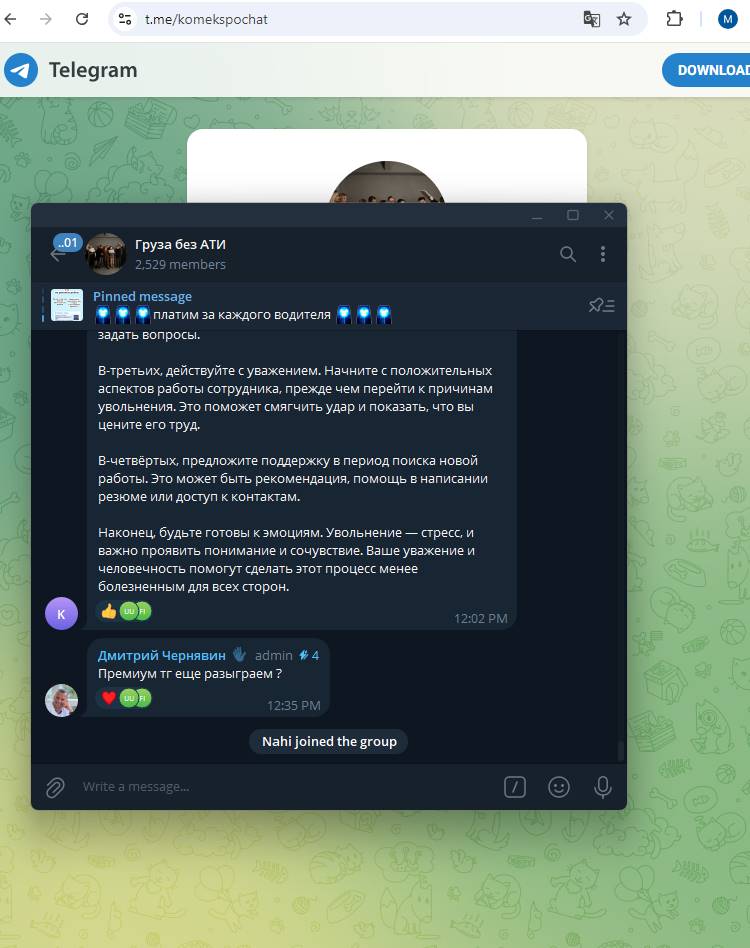 t.me/komekspochat
M
Telegram
DOWNLOAD
..01
Груза без АТИ
2,529 members
Pinned message
платим за каждого водителя
задать вопросы.
В-третьих, действуйте с уважением. Начните с положительных
аспектов работы сотрудника, прежде чем перейти к причинам
увольнения. Это поможет смягчить удар и показать, что вы
цените его труд.
В-четвёртых, предложите поддержку в период поиска новой
работы. Это может быть рекомендация, помощь в написании
резюме или доступ к контактам.
Наконец, будьте готовы к эмоциям. Увольнение — стресс, и
важно проявить понимание и сочувствие. Ваше уважение и
человечность помогут сделать этот процесс менее
болезненным для всех сторон.
K
UU
FI
12:02 PM
Дмитрий Чернявин admin 4
Премиум тг еще разыграем ?
UU
FI
12:35 PM
Nahi joined the group
Write a message...